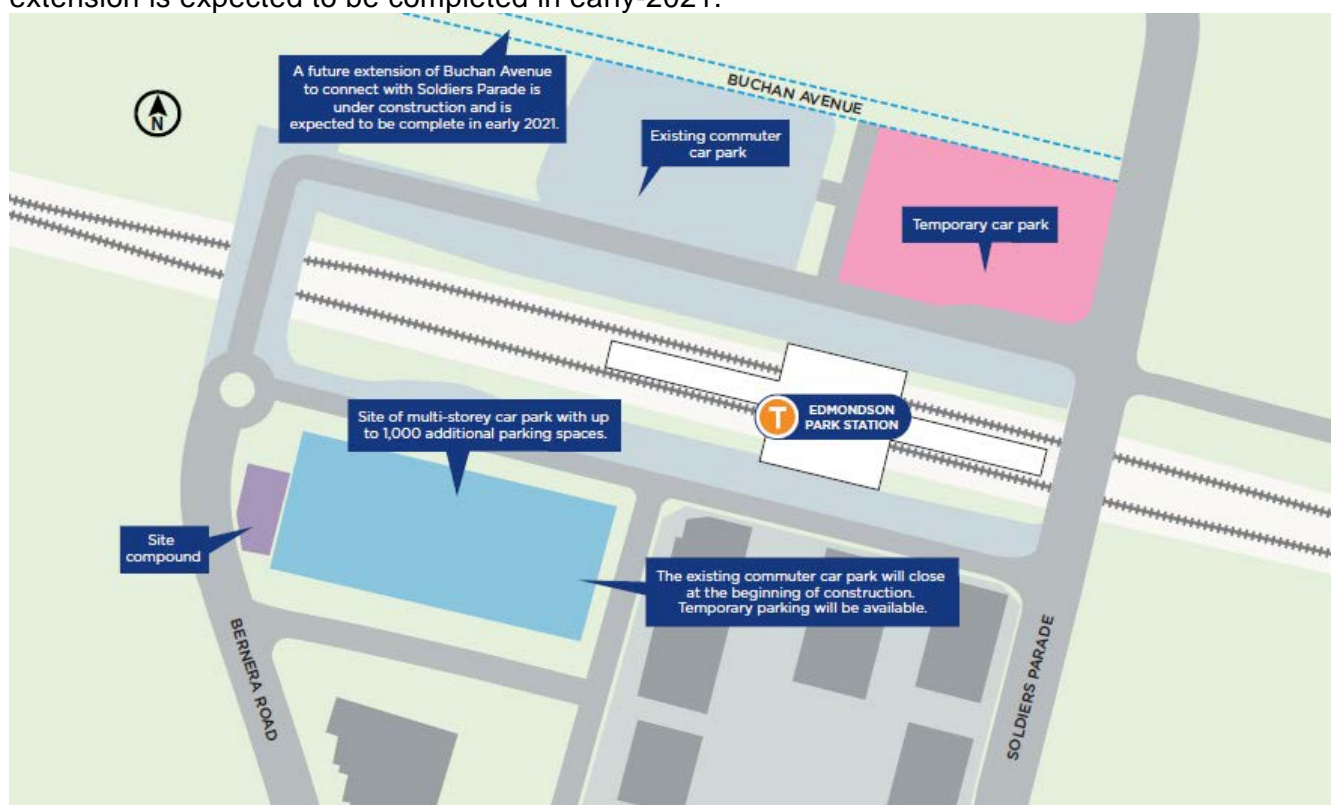 extension is expected to be completed in early-2021.
A future extension of Buchan Avenue
to connect with Soldiers Parade is
under construction and is
expected to be complete in early 2021.
BUCHAN AVENUE
N
Existing commuter
car park
Temporary car park
T
EDMONDSON
PARK STATION
Site of multi-storey car park with up
to 1,000 additional parking spaces.
Site
compound
The existing commuter car park will close
at the beginning of construction.
Temporary parking will be available.
BERNERA ROAD
SOLDIERS PARADE